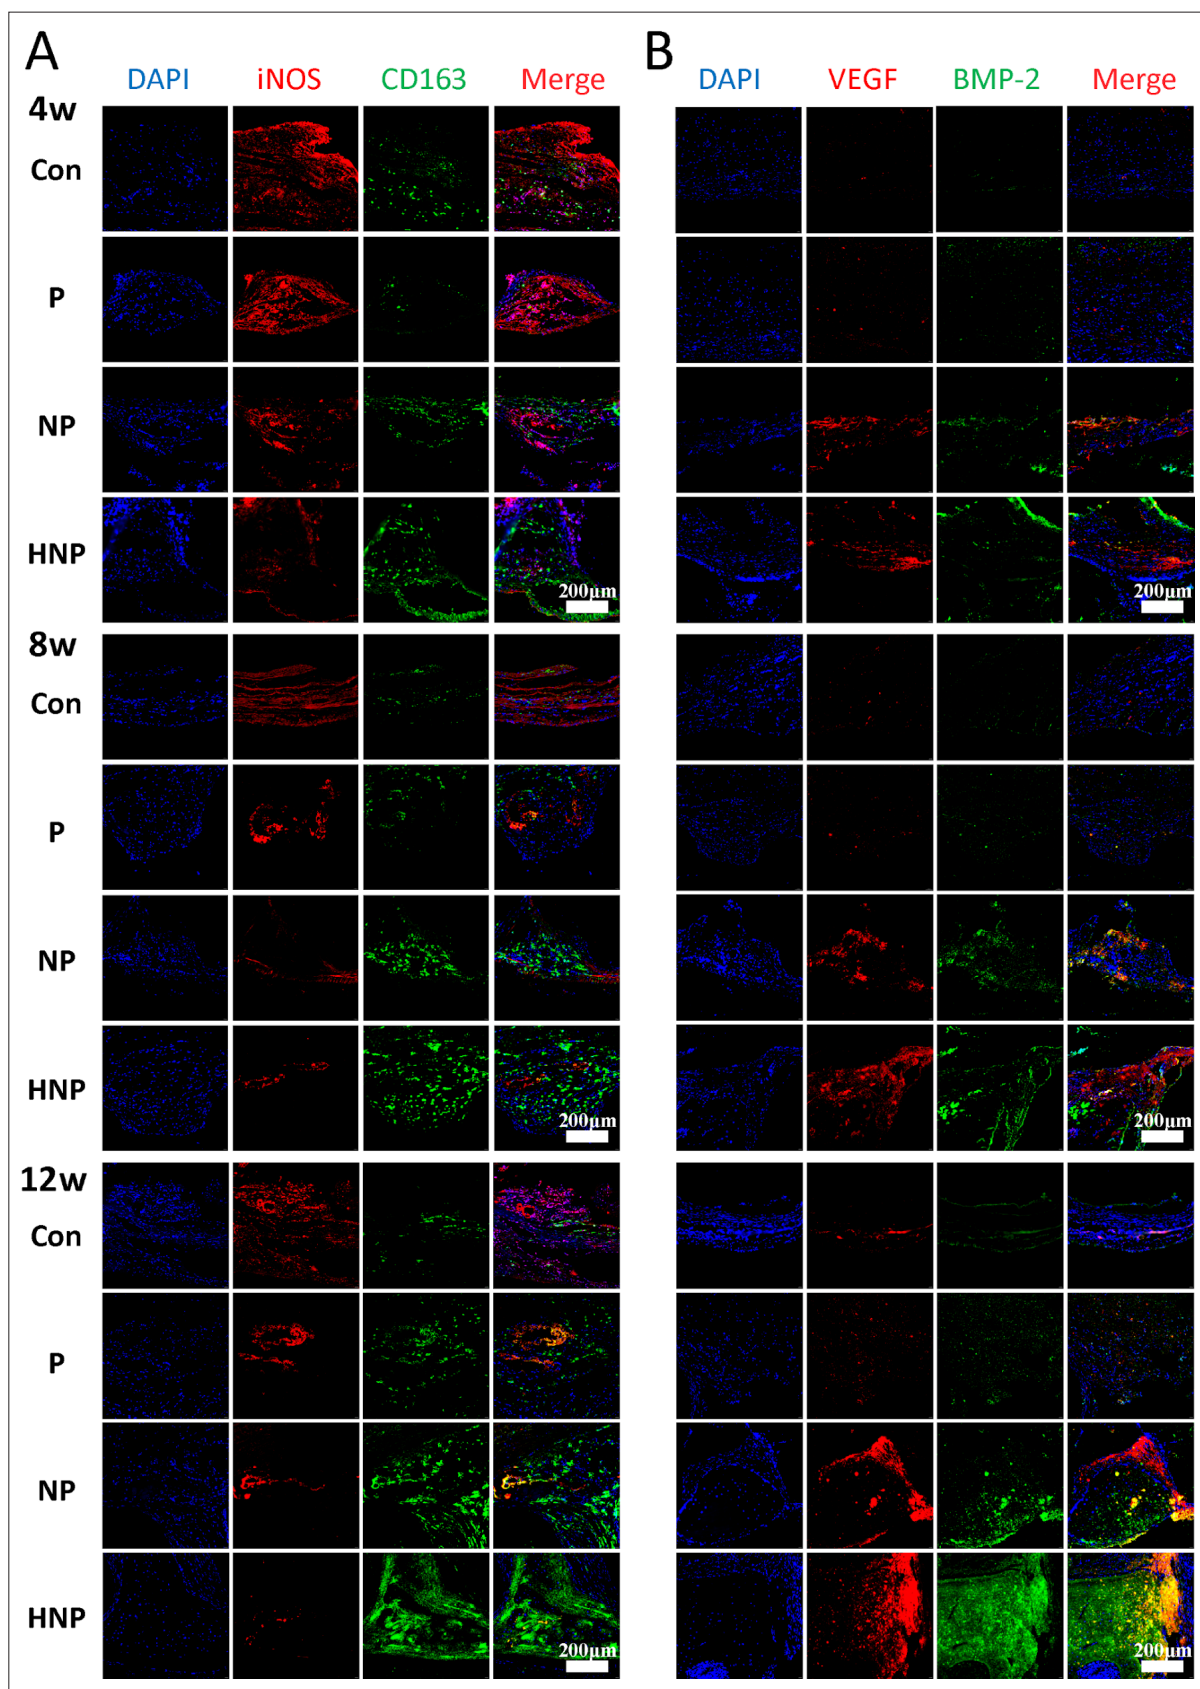 A B
DAPI iNOS CD163 Merge DAPI VEGF BMP-2 Merge
4w
Con
P
NP
HNP
200μm 200μm
8w
Con
P
NP
HNP
200μm 200μm
12w
Con
P
NP
HNP
200μm 200μm